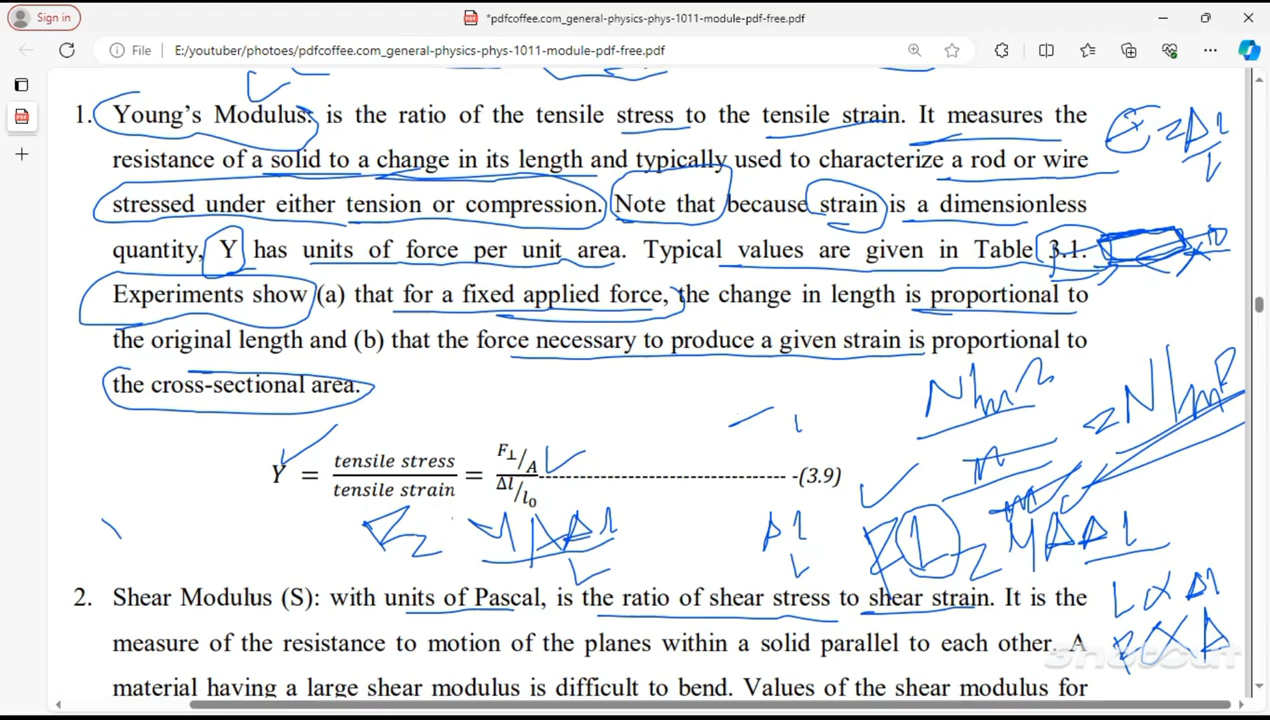 Sign in
*pdfcoffee.com_general-physics-phys-1011-module-pdf-free.pdf
File | E:/youtuber/photoes/pdfcoffee.com_general-physics-phys-1011-module-pdf-free.pdf
1. Young's Modulus: is the ratio of the tensile stress to the tensile strain. It measures the
resistance of a solid to a change in its length and typically used to characterize a rod or wire
stressed under either tension or compression. Note that because strain is a dimensionless
quantity, Y has units of force per unit area. Typical values are given in Table 3.1.
Experiments show (a) that for a fixed applied force, the change in length is proportional to
the original length and (b) that the force necessary to produce a given strain is proportional to
the cross-sectional area.
N/m²
= N/m²
Y = tensile stress / tensile strain = F⊥/A / Δl/l₀ -(3.9)
Δl
L
L ∝ Δl
F ∝ A
2. Shear Modulus (S): with units of Pascal, is the ratio of shear stress to shear strain. It is the
measure of the resistance to motion of the planes within a solid parallel to each other. A
material having a large shear modulus is difficult to bend. Values of the shear modulus for